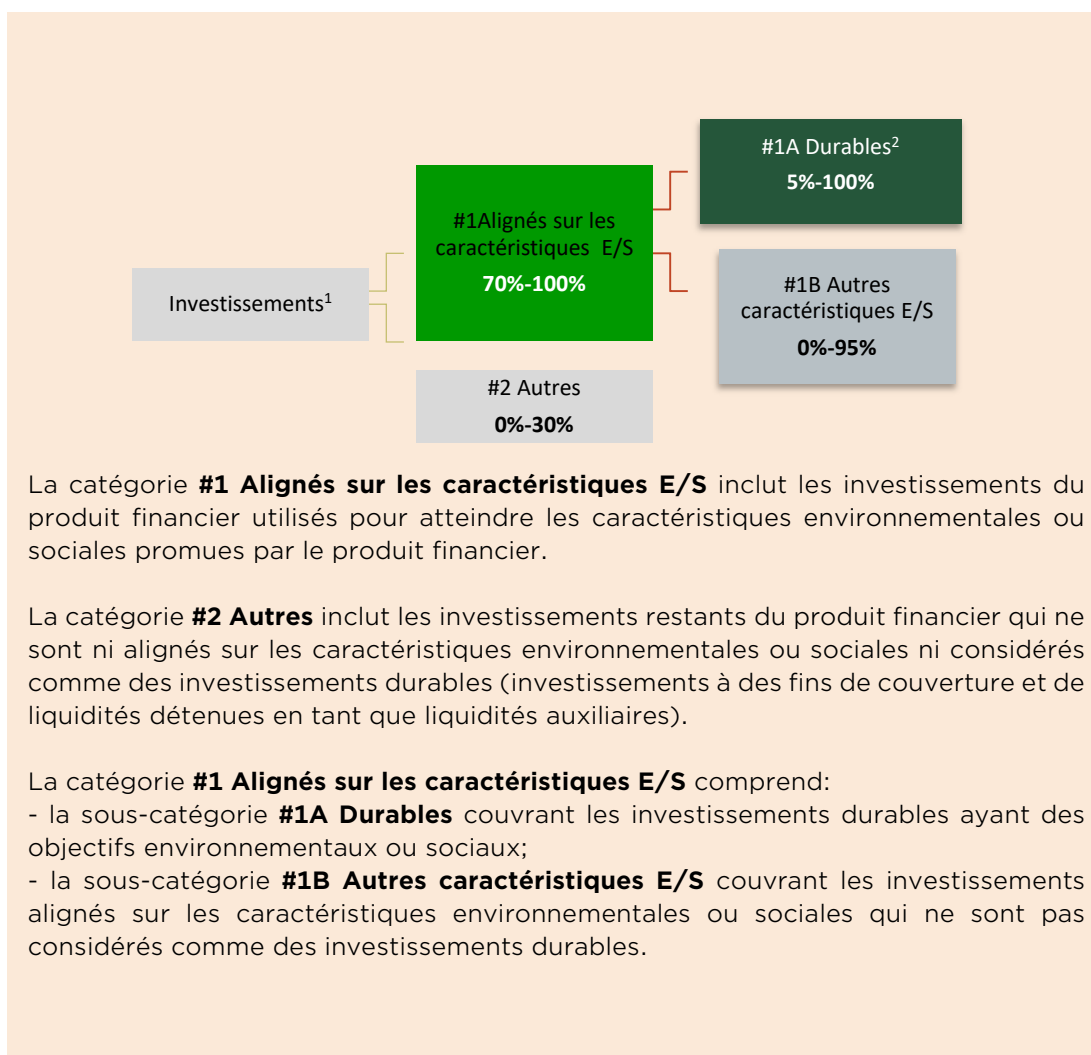 #1A Durables²
5%-100%
#1Alignés sur les
caractéristiques E/S
70%-100%
Investissements¹
#1B Autres
caractéristiques E/S
0%-95%
#2 Autres
0%-30%
La catégorie #1 Alignés sur les caractéristiques E/S inclut les investissements du
produit financier utilisés pour atteindre les caractéristiques environnementales ou
sociales promues par le produit financier.
La catégorie #2 Autres inclut les investissements restants du produit financier qui ne
sont ni alignés sur les caractéristiques environnementales ou sociales ni considérés
comme des investissements durables (investissements à des fins de couverture et de
liquidités détenues en tant que liquidités auxiliaires).
La catégorie #1 Alignés sur les caractéristiques E/S comprend:
- la sous-catégorie #1A Durables couvrant les investissements durables ayant des
objectifs environnementaux ou sociaux;
- la sous-catégorie #1B Autres caractéristiques E/S couvrant les investissements
alignés sur les caractéristiques environnementales ou sociales qui ne sont pas
considérés comme des investissements durables.